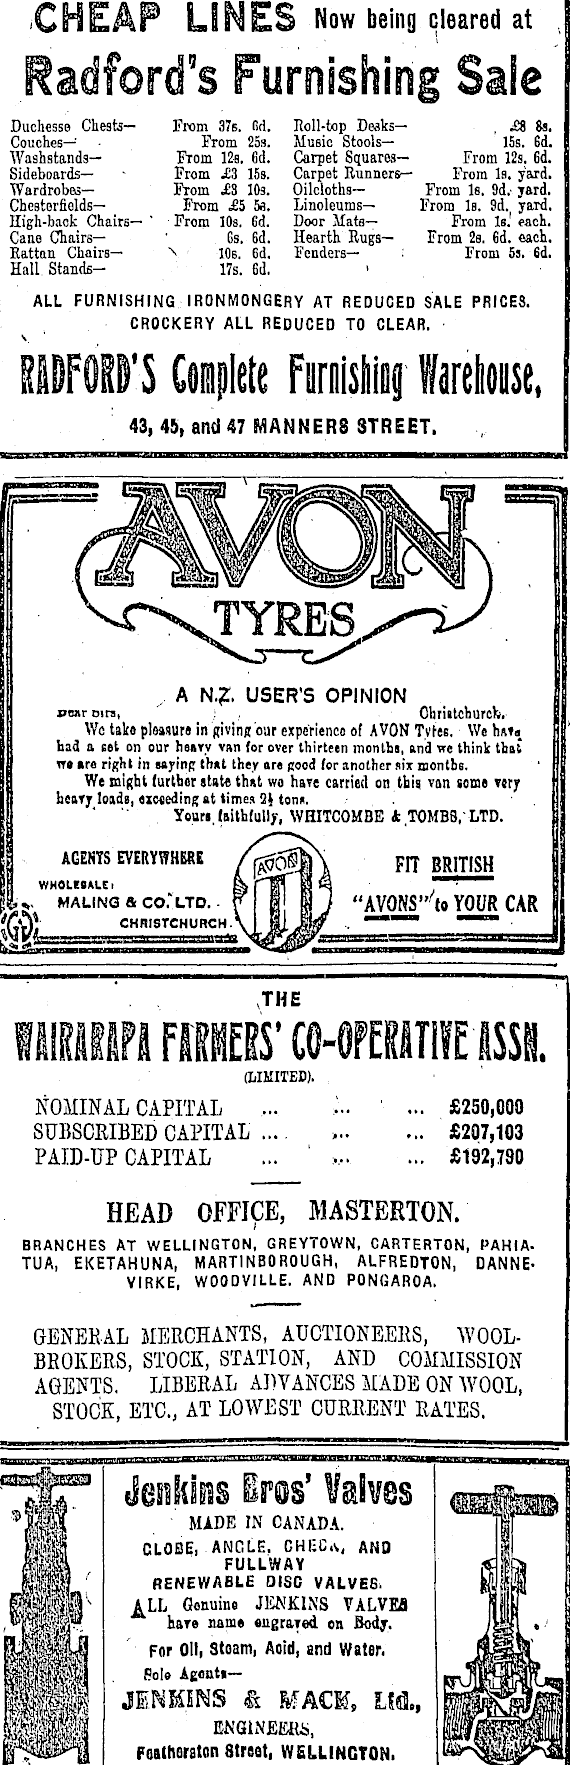 CHEAP LINES Now being cleared at
Radford's Furnishing Sale
Duchesse Chests— From 37s. 6d.
Couches— From 25s.
Washstands— From 12s. 6d.
Sideboards— From £3 15s.
Wardrobes— From £3 10s.
Chesterfields— From £5 5s.
High-back Chairs— From 10s. 6d.
Cane Chairs— 6s. 6d.
Rattan Chairs— 10s. 6d.
Hall Stands— 17s. 6d.
Roll-top Desks— £8 8s.
Music Stools— 15s. 6d.
Carpet Squares— From 12s. 6d.
Carpet Runners— From 1s. yard.
Oilcloths— From 1s. 9d. yard.
Linoleums— From 1s. 9d. yard.
Door Mats— From 1s. each.
Hearth Rugs— From 2s. 6d. each.
Fenders— From 5s. 6d.
ALL FURNISHING IRONMONGERY AT REDUCED SALE PRICES.
CROCKERY ALL REDUCED TO CLEAR.
RADFORD'S Complete Furnishing Warehouse,
43, 45, and 47 MANNERS STREET.
AVON
TYRES
A N.Z. USER'S OPINION
Dear Sirs, Christchurch.
We take pleasure in giving our experience of AVON Tyres. We have
had a set on our heavy van for over thirteen months, and we think that
we are right in saying that they are good for another six months.
We might further state that we have carried on this van some very
heavy loads, exceeding at times 2½ tons.
Yours faithfully, WHITCOMBE & TOMBS, LTD.
AGENTS EVERYWHERE
WHOLESALE:
MALING & CO. LTD.
CHRISTCHURCH.
AVON
FIT BRITISH
"AVONS" to YOUR CAR
THE
WAIRARAPA FARMERS' CO-OPERATIVE ASSN.
(LIMITED).
NOMINAL CAPITAL ... ... ... £250,000
SUBSCRIBED CAPITAL ... ... ... £207,103
PAID-UP CAPITAL ... ... ... £192,790
HEAD OFFICE, MASTERTON.
BRANCHES AT WELLINGTON, GREYTOWN, CARTERTON, PAHIA-
TUA, EKETAHUNA, MARTINBOROUGH, ALFREDTON, DANNE-
VIRKE, WOODVILLE. AND PONGAROA.
GENERAL MERCHANTS, AUCTIONEERS, WOOL-
BROKERS, STOCK, STATION, AND COMMISSION
AGENTS. LIBERAL ADVANCES MADE ON WOOL,
STOCK, ETC., AT LOWEST CURRENT RATES.
Jenkins Bros' Valves
MADE IN CANADA.
GLOBE, ANGLE, CHECK, AND
FULLWAY
RENEWABLE DISC VALVES.
ALL Genuine JENKINS VALVES
have name engraved on Body.
For Oil, Steam, Acid, and Water.
Sole Agents—
JENKINS & MACK, Ltd.,
ENGINEERS,
Featherston Street, WELLINGTON.